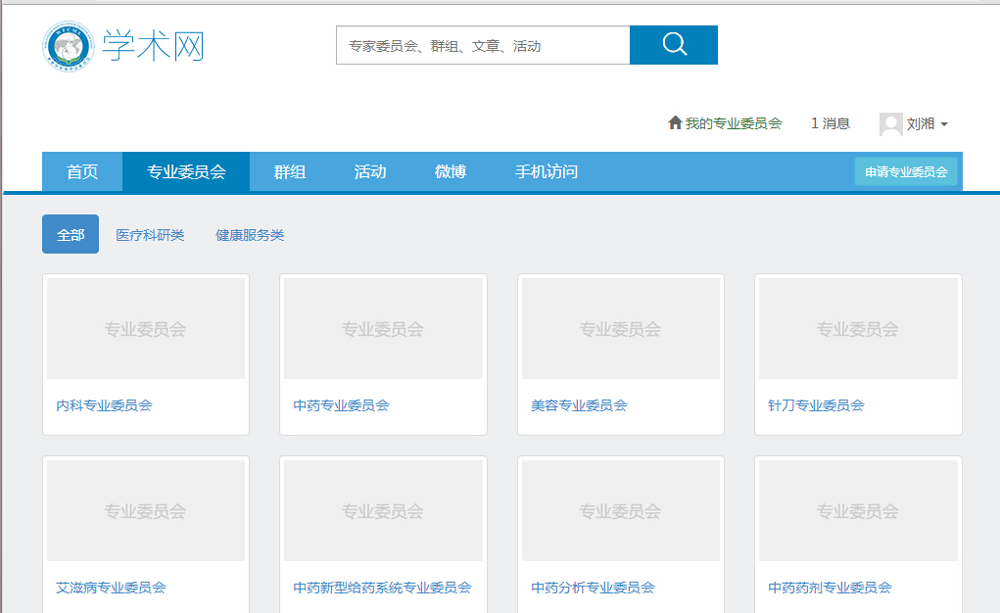 学术网
专家委员会、群组、文章、活动
我的专业委员会 1 消息 刘湘
首页 专业委员会 群组 活动 微博 手机访问 申请专业委员会
全部 医疗科研类 健康服务类
专业委员会 专业委员会 专业委员会 专业委员会
内科专业委员会 中药专业委员会 美容专业委员会 针刀专业委员会
专业委员会 专业委员会 专业委员会 专业委员会
艾滋病专业委员会 中药新型给药系统专业委员会 中药分析专业委员会 中药药剂专业委员会